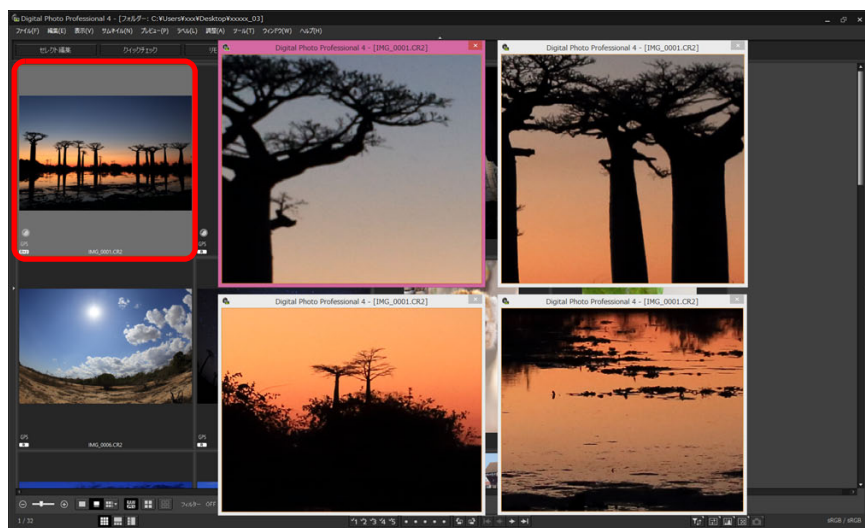 Digital Photo Professional 4 - [フォルダー: C:¥Users¥xxx¥Desktop¥xxxxx_03]
ファイル(F) 編集(E) 表示(V) サムネイル(N) プレビュー(P) ラベル(L) 調整(A) ツール(T) ウィンドウ(W) ヘルプ(H)
セレクト編集 クイックチェック
Digital Photo Professional 4 - [IMG_0001.CR2]
Digital Photo Professional 4 - [IMG_0001.CR2]
GPS
IMG_0001.CR2
Digital Photo Professional 4 - [IMG_0001.CR2]
Digital Photo Professional 4 - [IMG_0001.CR2]
GPS
IMG_0006.CR2
フィルター OFF
1 / 32
sRGB / sRGB